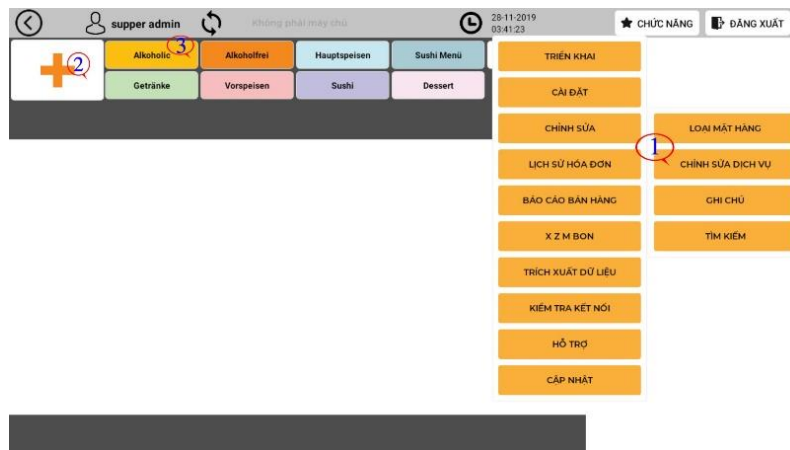 supper admin
Không phải máy chủ
28-11-2019
03:41:23
CHỨC NĂNG
ĐĂNG XUẤT
2
Alkoholic
3
Alkoholfrei
Hauptspeisen
Sushi Menü
Getränke
Vorspeisen
Sushi
Dessert
TRIỂN KHAI
CÀI ĐẶT
CHỈNH SỬA
LỊCH SỬ HÓA ĐƠN
BÁO CÁO BÁN HÀNG
X Z M BON
TRÍCH XUẤT DỮ LIỆU
KIỂM TRA KẾT NỐI
HỖ TRỢ
CẬP NHẬT
1
LOẠI MẶT HÀNG
CHỈNH SỬA DỊCH VỤ
GHI CHÚ
TÌM KIẾM